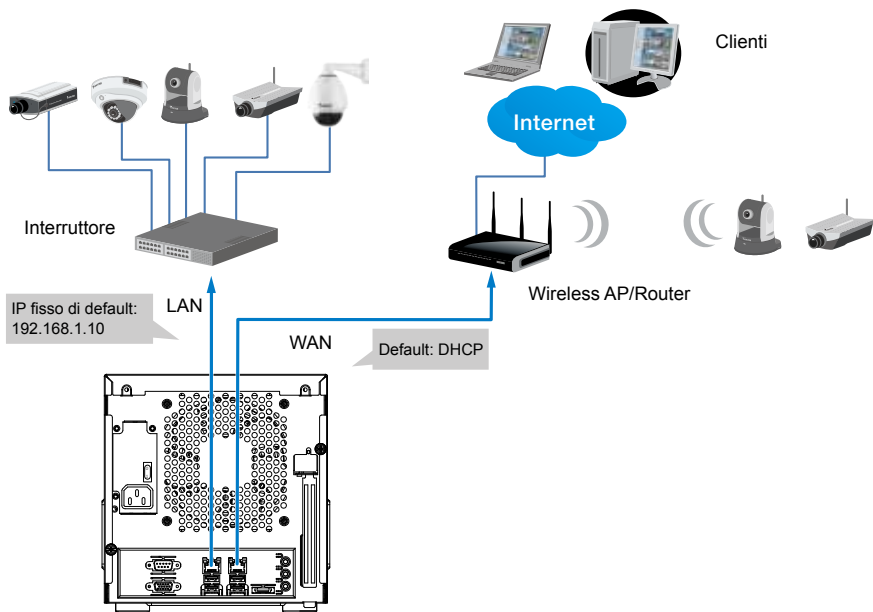 Clienti
Internet
Interruttore
Wireless AP/Router
IP fisso di default:
192.168.1.10
LAN
WAN
Default: DHCP